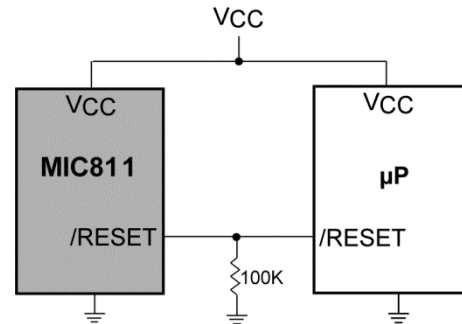 VCC
VCC VCC
MIC811 µP
/RESET /RESET
100K